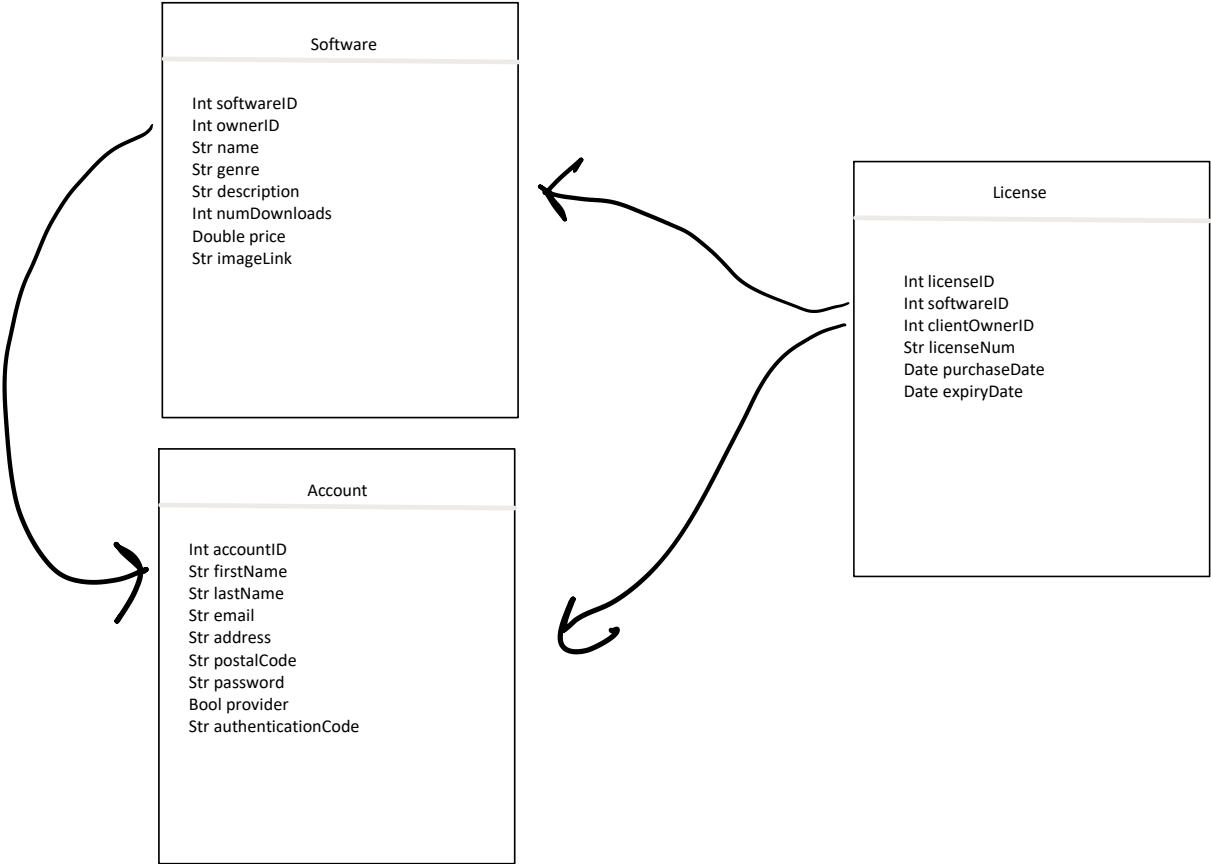 Software
Int softwareID
Int ownerID
Str name
Str genre
Str description
Int numDownloads
Double price
Str imageLink
License
Int licenseID
Int softwareID
Int clientOwnerID
Str licenseNum
Date purchaseDate
Date expiryDate
Account
Int accountID
Str firstName
Str lastName
Str email
Str address
Str postalCode
Str password
Bool provider
Str authenticationCode